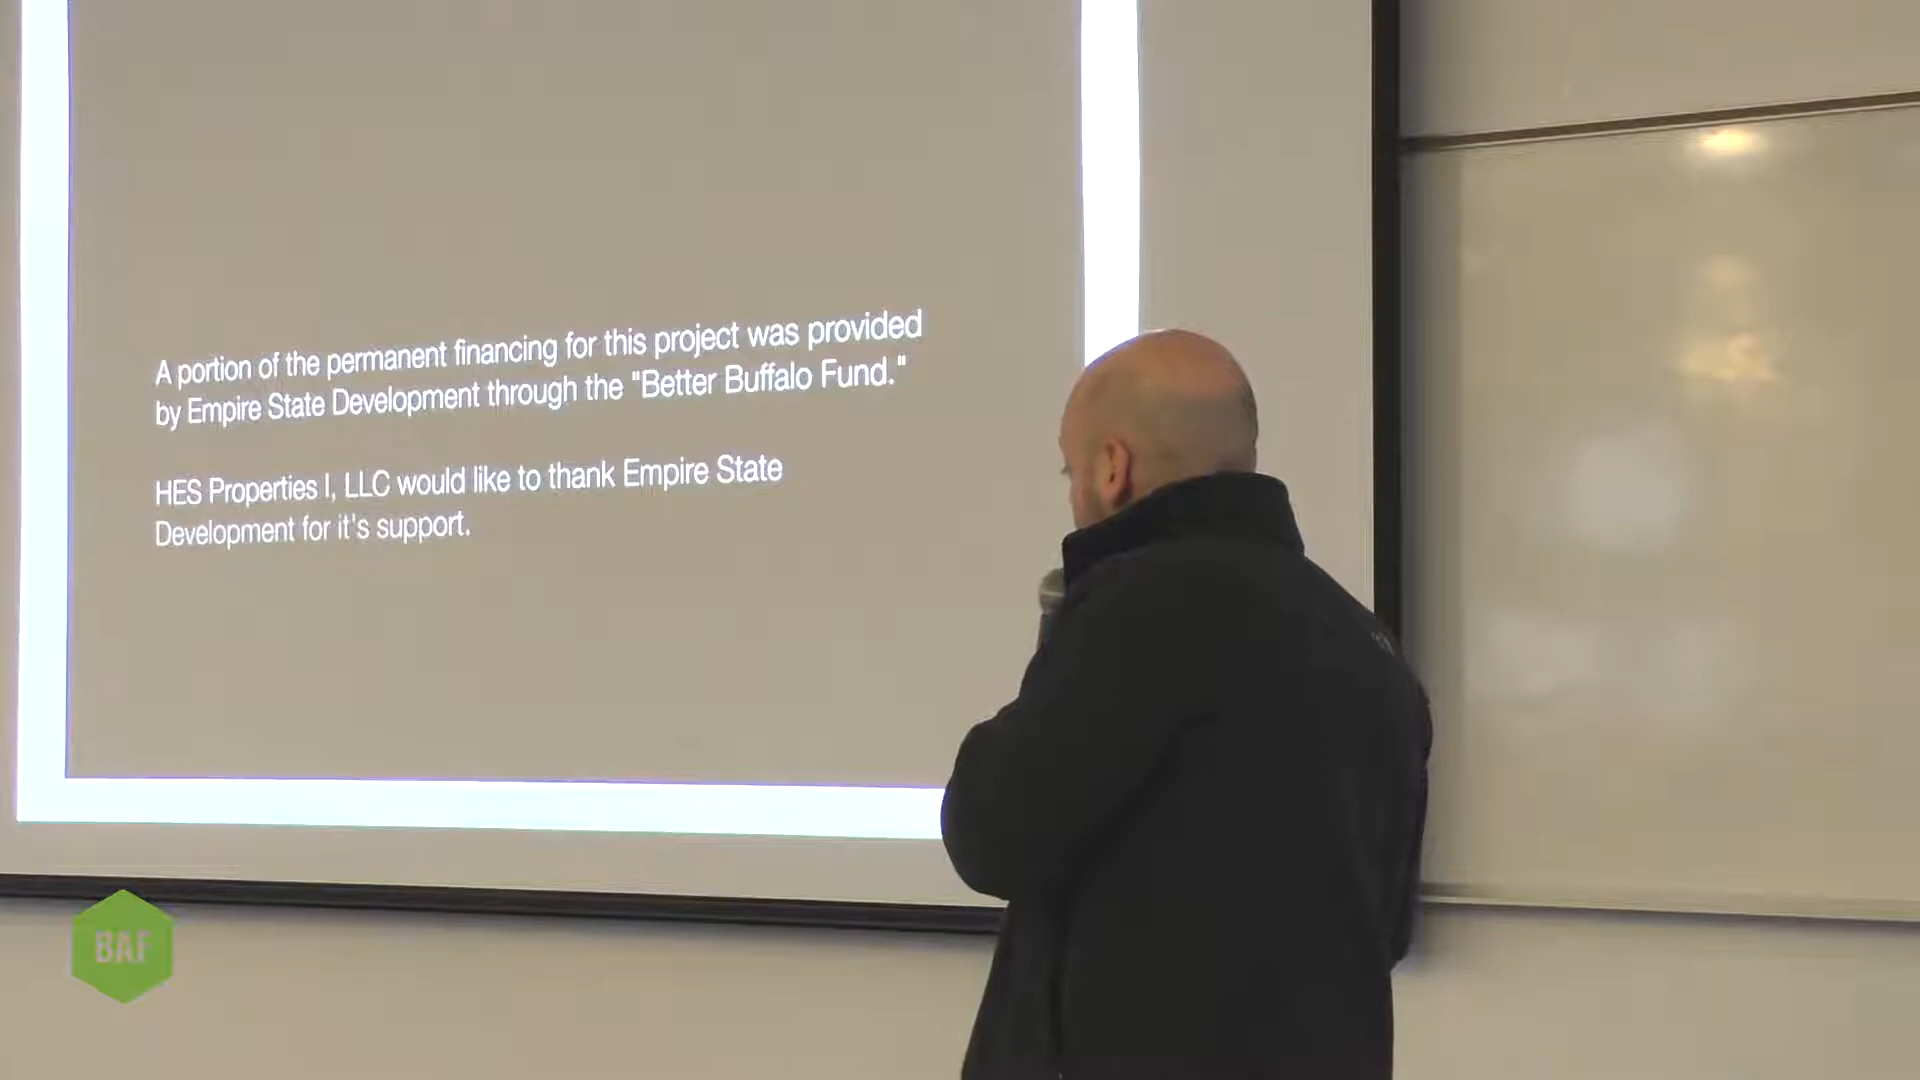 A portion of the permanent financing for this project was provided
by Empire State Development through the "Better Buffalo Fund."
HES Properties I, LLC would like to thank Empire State
Development for it's support.
BAF